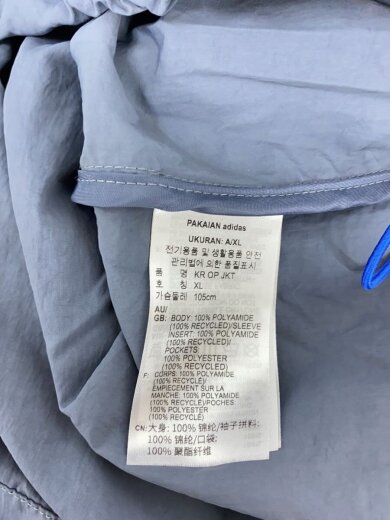 PAKAIAN adidas
UKURAN: A/XL
전기용품 및 생활용품 안전
관리법에 의한 품질표시
품 명 KR OP JKT
호 칭 XL
가슴둘레 105cm
AU/
GB: BODY: 100% POLYAMIDE
(100% RECYCLED)/SLEEVE
INSERT: 100% POLYAMIDE
(100% RECYCLED)/
POCKETS
100% POLYESTER
(100% RECYCLED)
F: CORPS: 100% POLYAMIDE
(100% RECYCLÉ)/
EMPIECEMENT SUR LA
MANCHE: 100% POLYAMIDE
(100% RECYCLÉ)/POCHES:
100% POLYESTER
(100% RECYCLÉ)
CN: 大身: 100% 锦纶/袖子拼料:
100% 锦纶/口袋:
100% 聚酯纤维